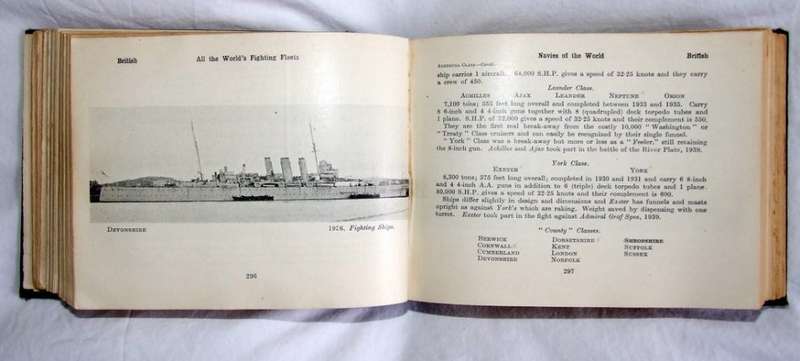 British
All the World's Fighting Fleets
DEVONSHIRE
1926. Fighting Ships.
296
Navies of the World
British
ARETHUSA CLASS—Cont.
ship carries 1 aircraft. 64,000 S.H.P. gives a speed of 32·25 knots and they carry
a crew of 450.
Leander Class.
ACHILLES AJAX LEANDER NEPTUNE ORION
7,100 tons; 552 feet long overall and completed between 1933 and 1935. Carry
8 6-inch and 4 4-inch guns together with 8 (quadrupled) deck torpedo tubes and
1 plane. S.H.P. of 72,000 gives a speed of 32·25 knots and their complement is 550.
They are the first real break-away from the costly 10,000 "Washington" or
"Treaty" Class cruisers and can easily be recognised by their single funnel.
"York" Class was a break-away but more or less as a "Feeler," still retaining
the 8-inch gun. Achilles and Ajax took part in the battle of the River Plate, 1939.
York Class.
EXETER YORK
8,300 tons; 575 feet long overall; completed in 1930 and 1931 and carry 6 8-inch
and 4 4-inch A.A. guns in addition to 6 (triple) deck torpedo tubes and 1 plane.
80,000 S.H.P. gives a speed of 32·25 knots and their complement is 600.
Ships differ slightly in design and dimensions and Exeter has funnels and masts
upright as against York's which are raking. Weight saved by dispensing with one
turret. Exeter took part in the fight against Admiral Graf Spee, 1939.
"County" Classes.
BERWICK DORSETSHIRE SHROPSHIRE
CORNWALL KENT SUFFOLK
CUMBERLAND LONDON SUSSEX
DEVONSHIRE NORFOLK
297